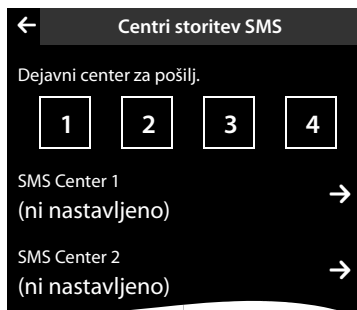 Centri storitev SMS
Dejavni center za pošilj.
1 2 3 4
SMS Center 1
(ni nastavljeno)
SMS Center 2
(ni nastavljeno)